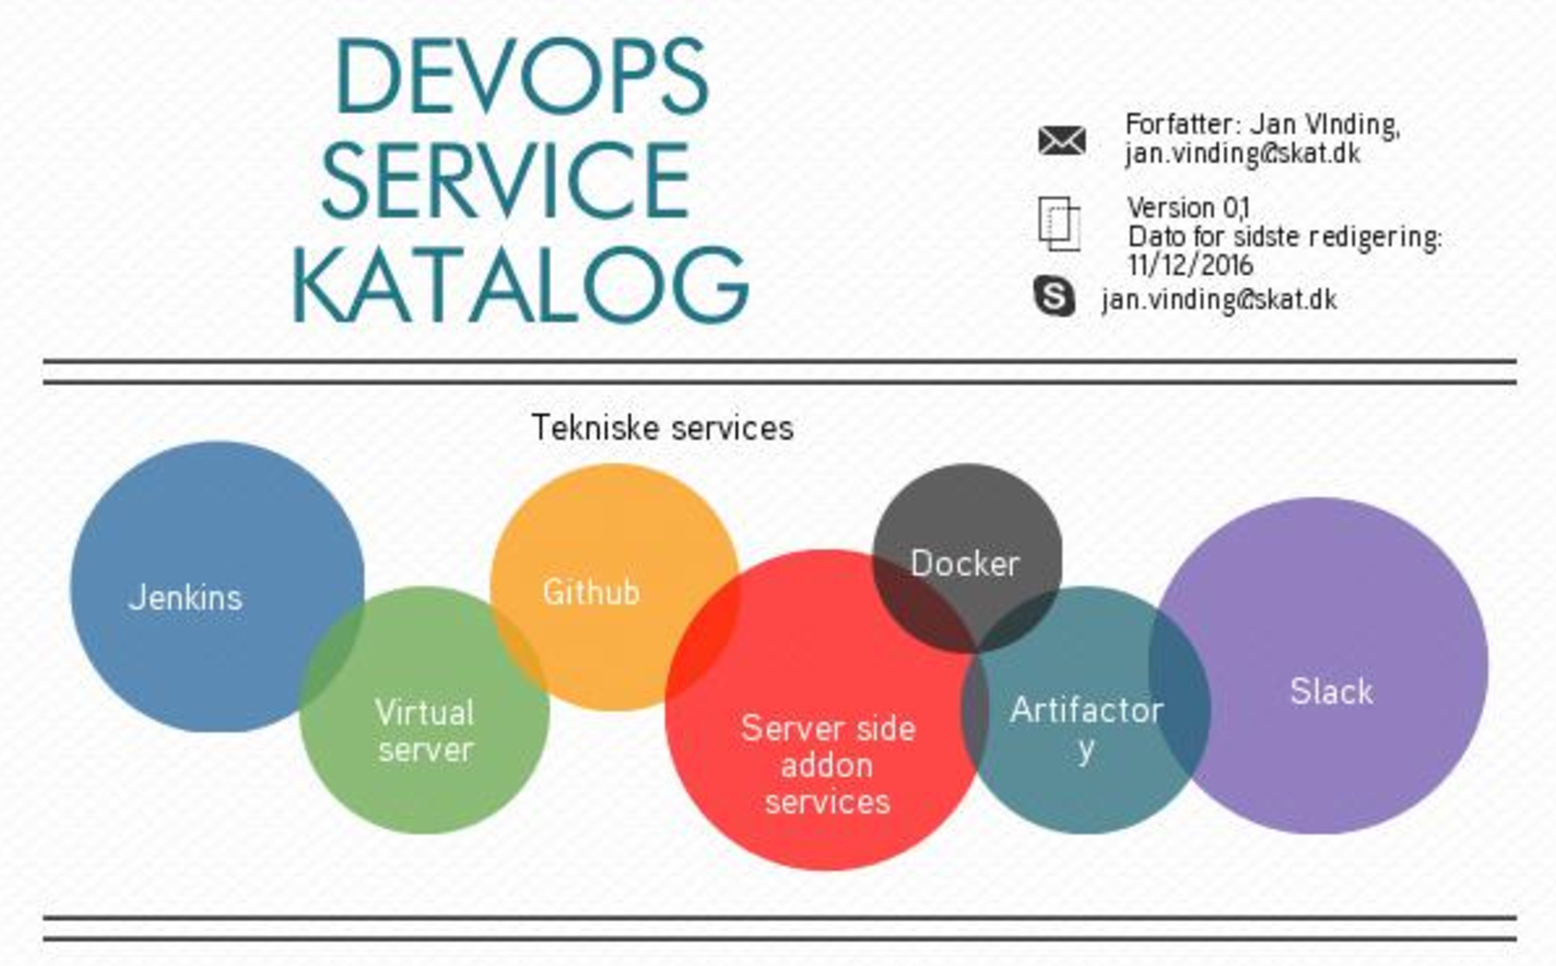 DEVOPS
SERVICE
KATALOG
Forfatter: Jan VInding,
jan.vinding@skat.dk
Version 0,1
Dato for sidste redigering:
11/12/2016
jan.vinding@skat.dk
Tekniske services
Jenkins
Virtual
server
Github
Server side
addon
services
Docker
Artifactor
y
Slack